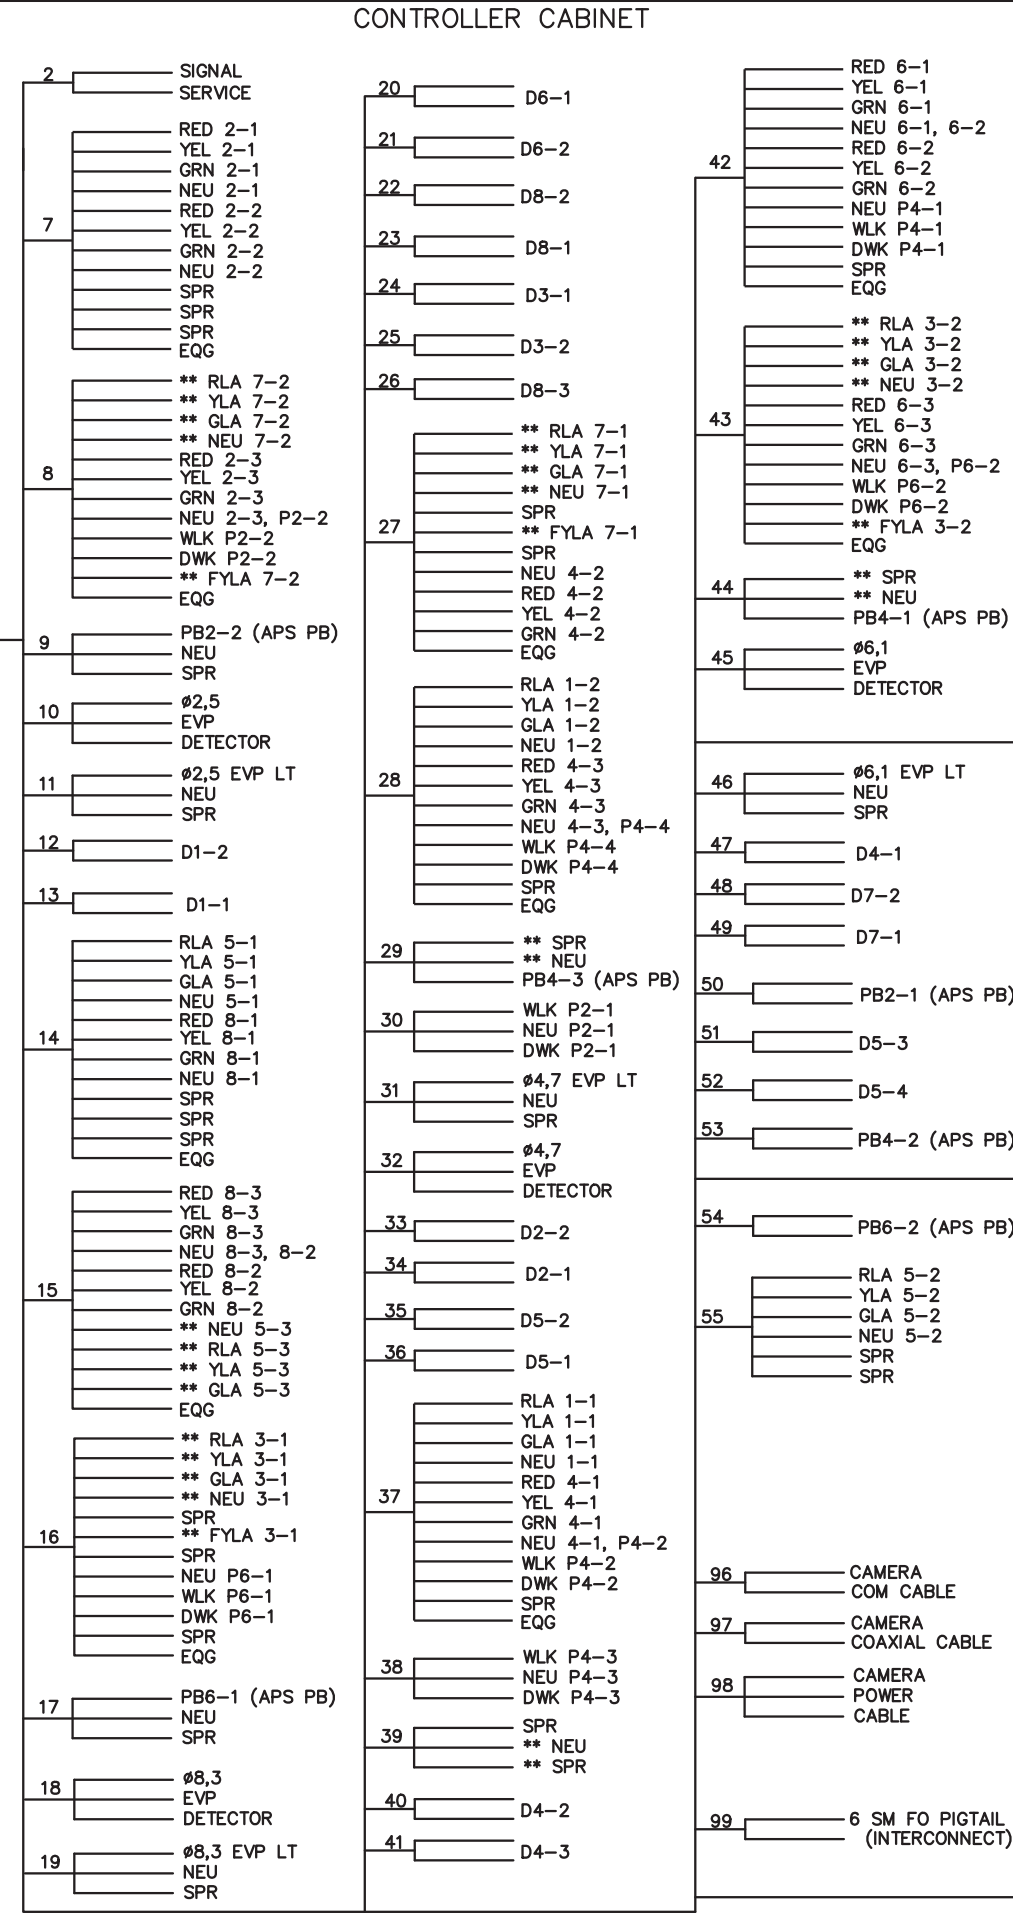 CONTROLLER CABINET
2
SIGNAL
SERVICE
7
RED 2-1
YEL 2-1
GRN 2-1
NEU 2-1
RED 2-2
YEL 2-2
GRN 2-2
NEU 2-2
SPR
SPR
SPR
EQG
8
** RLA 7-2
** YLA 7-2
** GLA 7-2
** NEU 7-2
RED 2-3
YEL 2-3
GRN 2-3
NEU 2-3, P2-2
WLK P2-2
DWK P2-2
** FYLA 7-2
EQG
9
PB2-2 (APS PB)
NEU
SPR
10
ø2,5
EVP
DETECTOR
11
ø2,5 EVP LT
NEU
SPR
12
D1-2
13
D1-1
14
RLA 5-1
YLA 5-1
GLA 5-1
NEU 5-1
RED 8-1
YEL 8-1
GRN 8-1
NEU 8-1
SPR
SPR
SPR
EQG
15
RED 8-3
YEL 8-3
GRN 8-3
NEU 8-3, 8-2
RED 8-2
YEL 8-2
GRN 8-2
** NEU 5-3
** RLA 5-3
** YLA 5-3
** GLA 5-3
EQG
16
** RLA 3-1
** YLA 3-1
** GLA 3-1
** NEU 3-1
SPR
** FYLA 3-1
SPR
NEU P6-1
WLK P6-1
DWK P6-1
SPR
EQG
17
PB6-1 (APS PB)
NEU
SPR
18
ø8,3
EVP
DETECTOR
19
ø8,3 EVP LT
NEU
SPR
20
D6-1
21
D6-2
22
D8-2
23
D8-1
24
D3-1
25
D3-2
26
D8-3
27
** RLA 7-1
** YLA 7-1
** GLA 7-1
** NEU 7-1
SPR
** FYLA 7-1
SPR
NEU 4-2
RED 4-2
YEL 4-2
GRN 4-2
EQG
28
RLA 1-2
YLA 1-2
GLA 1-2
NEU 1-2
RED 4-3
YEL 4-3
GRN 4-3
NEU 4-3, P4-4
WLK P4-4
DWK P4-4
SPR
EQG
29
** SPR
** NEU
PB4-3 (APS PB)
30
WLK P2-1
NEU P2-1
DWK P2-1
31
ø4,7 EVP LT
NEU
SPR
32
ø4,7
EVP
DETECTOR
33
D2-2
34
D2-1
35
D5-2
36
D5-1
37
RLA 1-1
YLA 1-1
GLA 1-1
NEU 1-1
RED 4-1
YEL 4-1
GRN 4-1
NEU 4-1, P4-2
WLK P4-2
DWK P4-2
SPR
EQG
38
WLK P4-3
NEU P4-3
DWK P4-3
39
SPR
** NEU
** SPR
40
D4-2
41
D4-3
42
RED 6-1
YEL 6-1
GRN 6-1
NEU 6-1, 6-2
RED 6-2
YEL 6-2
GRN 6-2
NEU P4-1
WLK P4-1
DWK P4-1
SPR
EQG
43
** RLA 3-2
** YLA 3-2
** GLA 3-2
** NEU 3-2
RED 6-3
YEL 6-3
GRN 6-3
NEU 6-3, P6-2
WLK P6-2
DWK P6-2
** FYLA 3-2
EQG
44
** SPR
** NEU
PB4-1 (APS PB)
45
ø6,1
EVP
DETECTOR
46
ø6,1 EVP LT
NEU
SPR
47
D4-1
48
D7-2
49
D7-1
50
PB2-1 (APS PB)
51
D5-3
52
D5-4
53
PB4-2 (APS PB)
54
PB6-2 (APS PB)
55
RLA 5-2
YLA 5-2
GLA 5-2
NEU 5-2
SPR
SPR
96
CAMERA
COM CABLE
97
CAMERA
COAXIAL CABLE
98
CAMERA
POWER
CABLE
99
6 SM FO PIGTAIL
(INTERCONNECT)